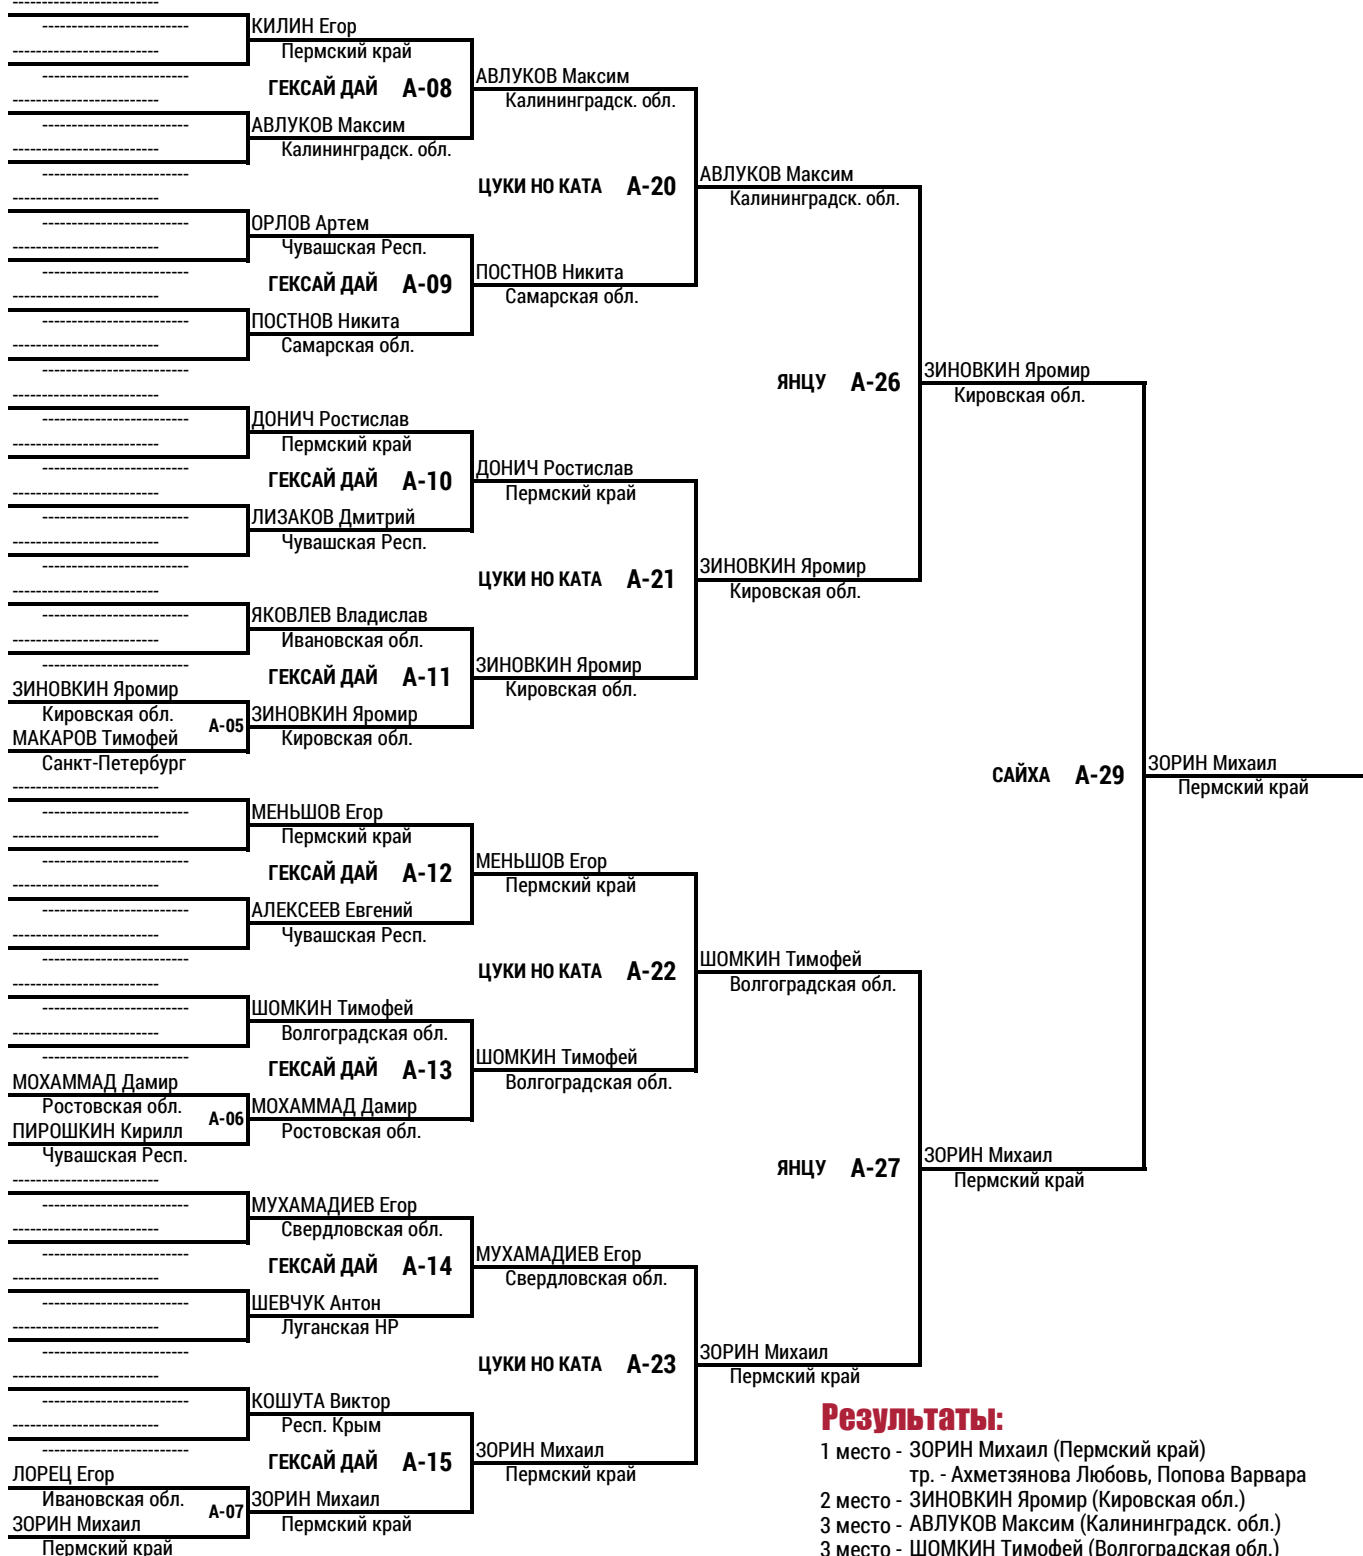 КИЛИН Егор
Пермский край
ГЕКСАЙ ДАЙ A-08
АВЛУКОВ Максим
Калининградск. обл.
АВЛУКОВ Максим
Калининградск. обл.
ЦУКИ НО КАТА A-20
АВЛУКОВ Максим
Калининградск. обл.
ОРЛОВ Артем
Чувашская Респ.
ГЕКСАЙ ДАЙ A-09
ПОСТНОВ Никита
Самарская обл.
ПОСТНОВ Никита
Самарская обл.
ЯНЦУ A-26
ЗИНОВКИН Яромир
Кировская обл.
ДОНИЧ Ростислав
Пермский край
ГЕКСАЙ ДАЙ A-10
ДОНИЧ Ростислав
Пермский край
ЛИЗАКОВ Дмитрий
Чувашская Респ.
ЦУКИ НО КАТА A-21
ЗИНОВКИН Яромир
Кировская обл.
ЯКОВЛЕВ Владислав
Ивановская обл.
ГЕКСАЙ ДАЙ A-11
ЗИНОВКИН Яромир
Кировская обл.
ЗИНОВКИН Яромир
Кировская обл.
A-05
ЗИНОВКИН Яромир
Кировская обл.
МАКАРОВ Тимофей
Санкт-Петербург
САЙХА A-29
ЗОРИН Михаил
Пермский край
МЕНЬШОВ Егор
Пермский край
ГЕКСАЙ ДАЙ A-12
МЕНЬШОВ Егор
Пермский край
АЛЕКСЕЕВ Евгений
Чувашская Респ.
ЦУКИ НО КАТА A-22
ШОМКИН Тимофей
Волгоградская обл.
ШОМКИН Тимофей
Волгоградская обл.
ГЕКСАЙ ДАЙ A-13
ШОМКИН Тимофей
Волгоградская обл.
МОХАММАД Дамир
Ростовская обл.
A-06
МОХАММАД Дамир
Ростовская обл.
ПИРОШКИН Кирилл
Чувашская Респ.
ЯНЦУ A-27
ЗОРИН Михаил
Пермский край
МУХАМАДИЕВ Егор
Свердловская обл.
ГЕКСАЙ ДАЙ A-14
МУХАМАДИЕВ Егор
Свердловская обл.
ШЕВЧУК Антон
Луганская НР
ЦУКИ НО КАТА A-23
ЗОРИН Михаил
Пермский край
КОШУТА Виктор
Респ. Крым
ГЕКСАЙ ДАЙ A-15
ЗОРИН Михаил
Пермский край
ЛОРЕЦ Егор
Ивановская обл.
A-07
ЗОРИН Михаил
Пермский край
ЗОРИН Михаил
Пермский край
Результаты:
1 место - ЗОРИН Михаил (Пермский край)
тр. - Ахметзянова Любовь, Попова Варвара
2 место - ЗИНОВКИН Яромир (Кировская обл.)
3 место - АВЛУКОВ Максим (Калининградск. обл.)
3 место - ШОМКИН Тимофей (Волгоградская обл.)